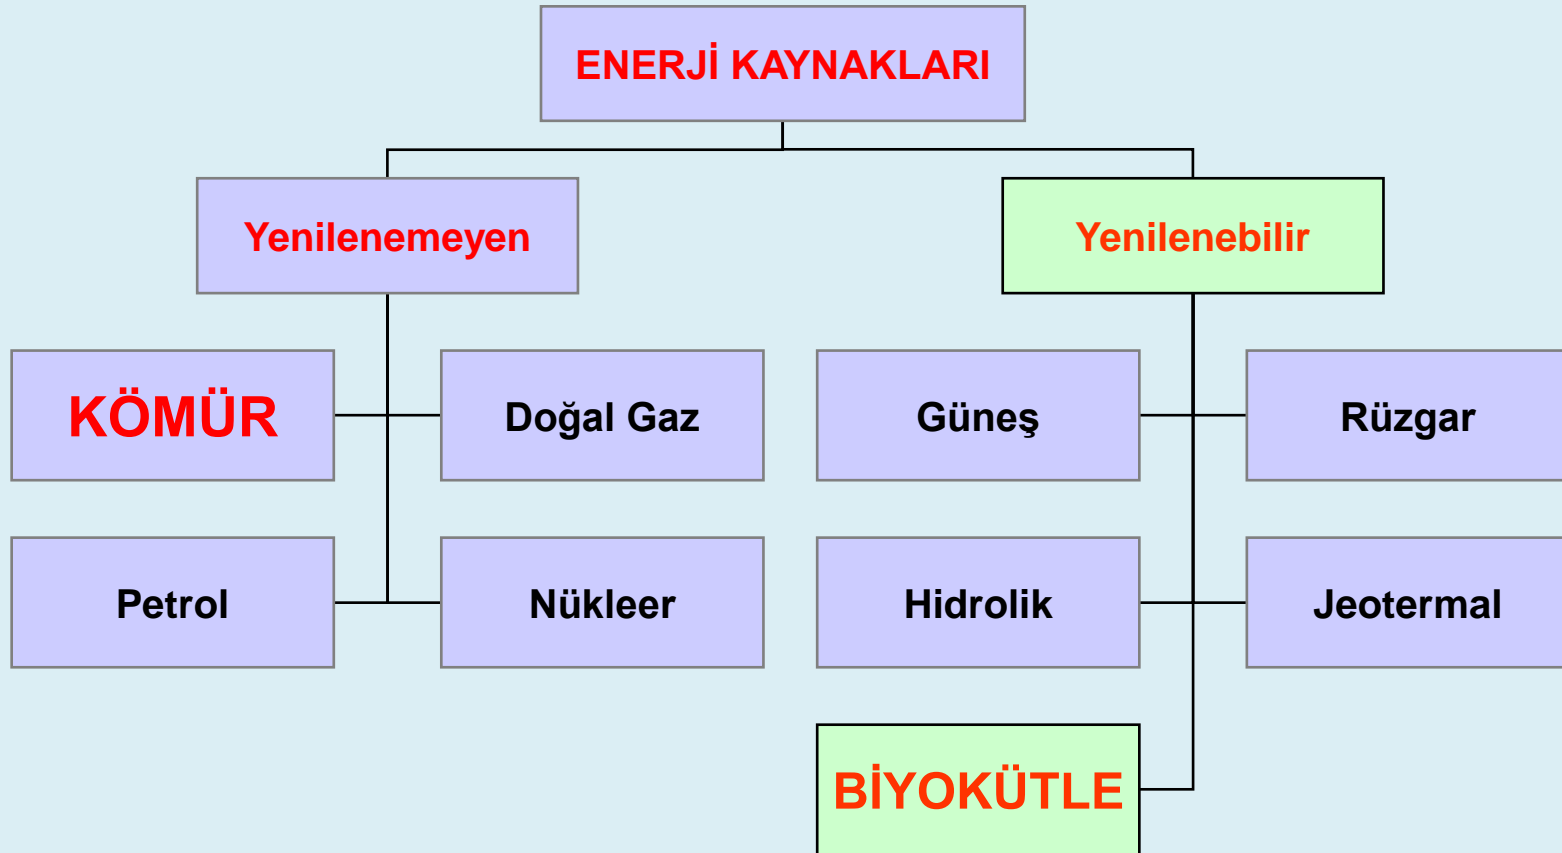 ENERJİ KAYNAKLARI
Yenilenemeyen
Yenilenebilir
KÖMÜR
Doğal Gaz
Güneş
Rüzgar
Petrol
Nükleer
Hidrolik
Jeotermal
BİYOKÜTLE